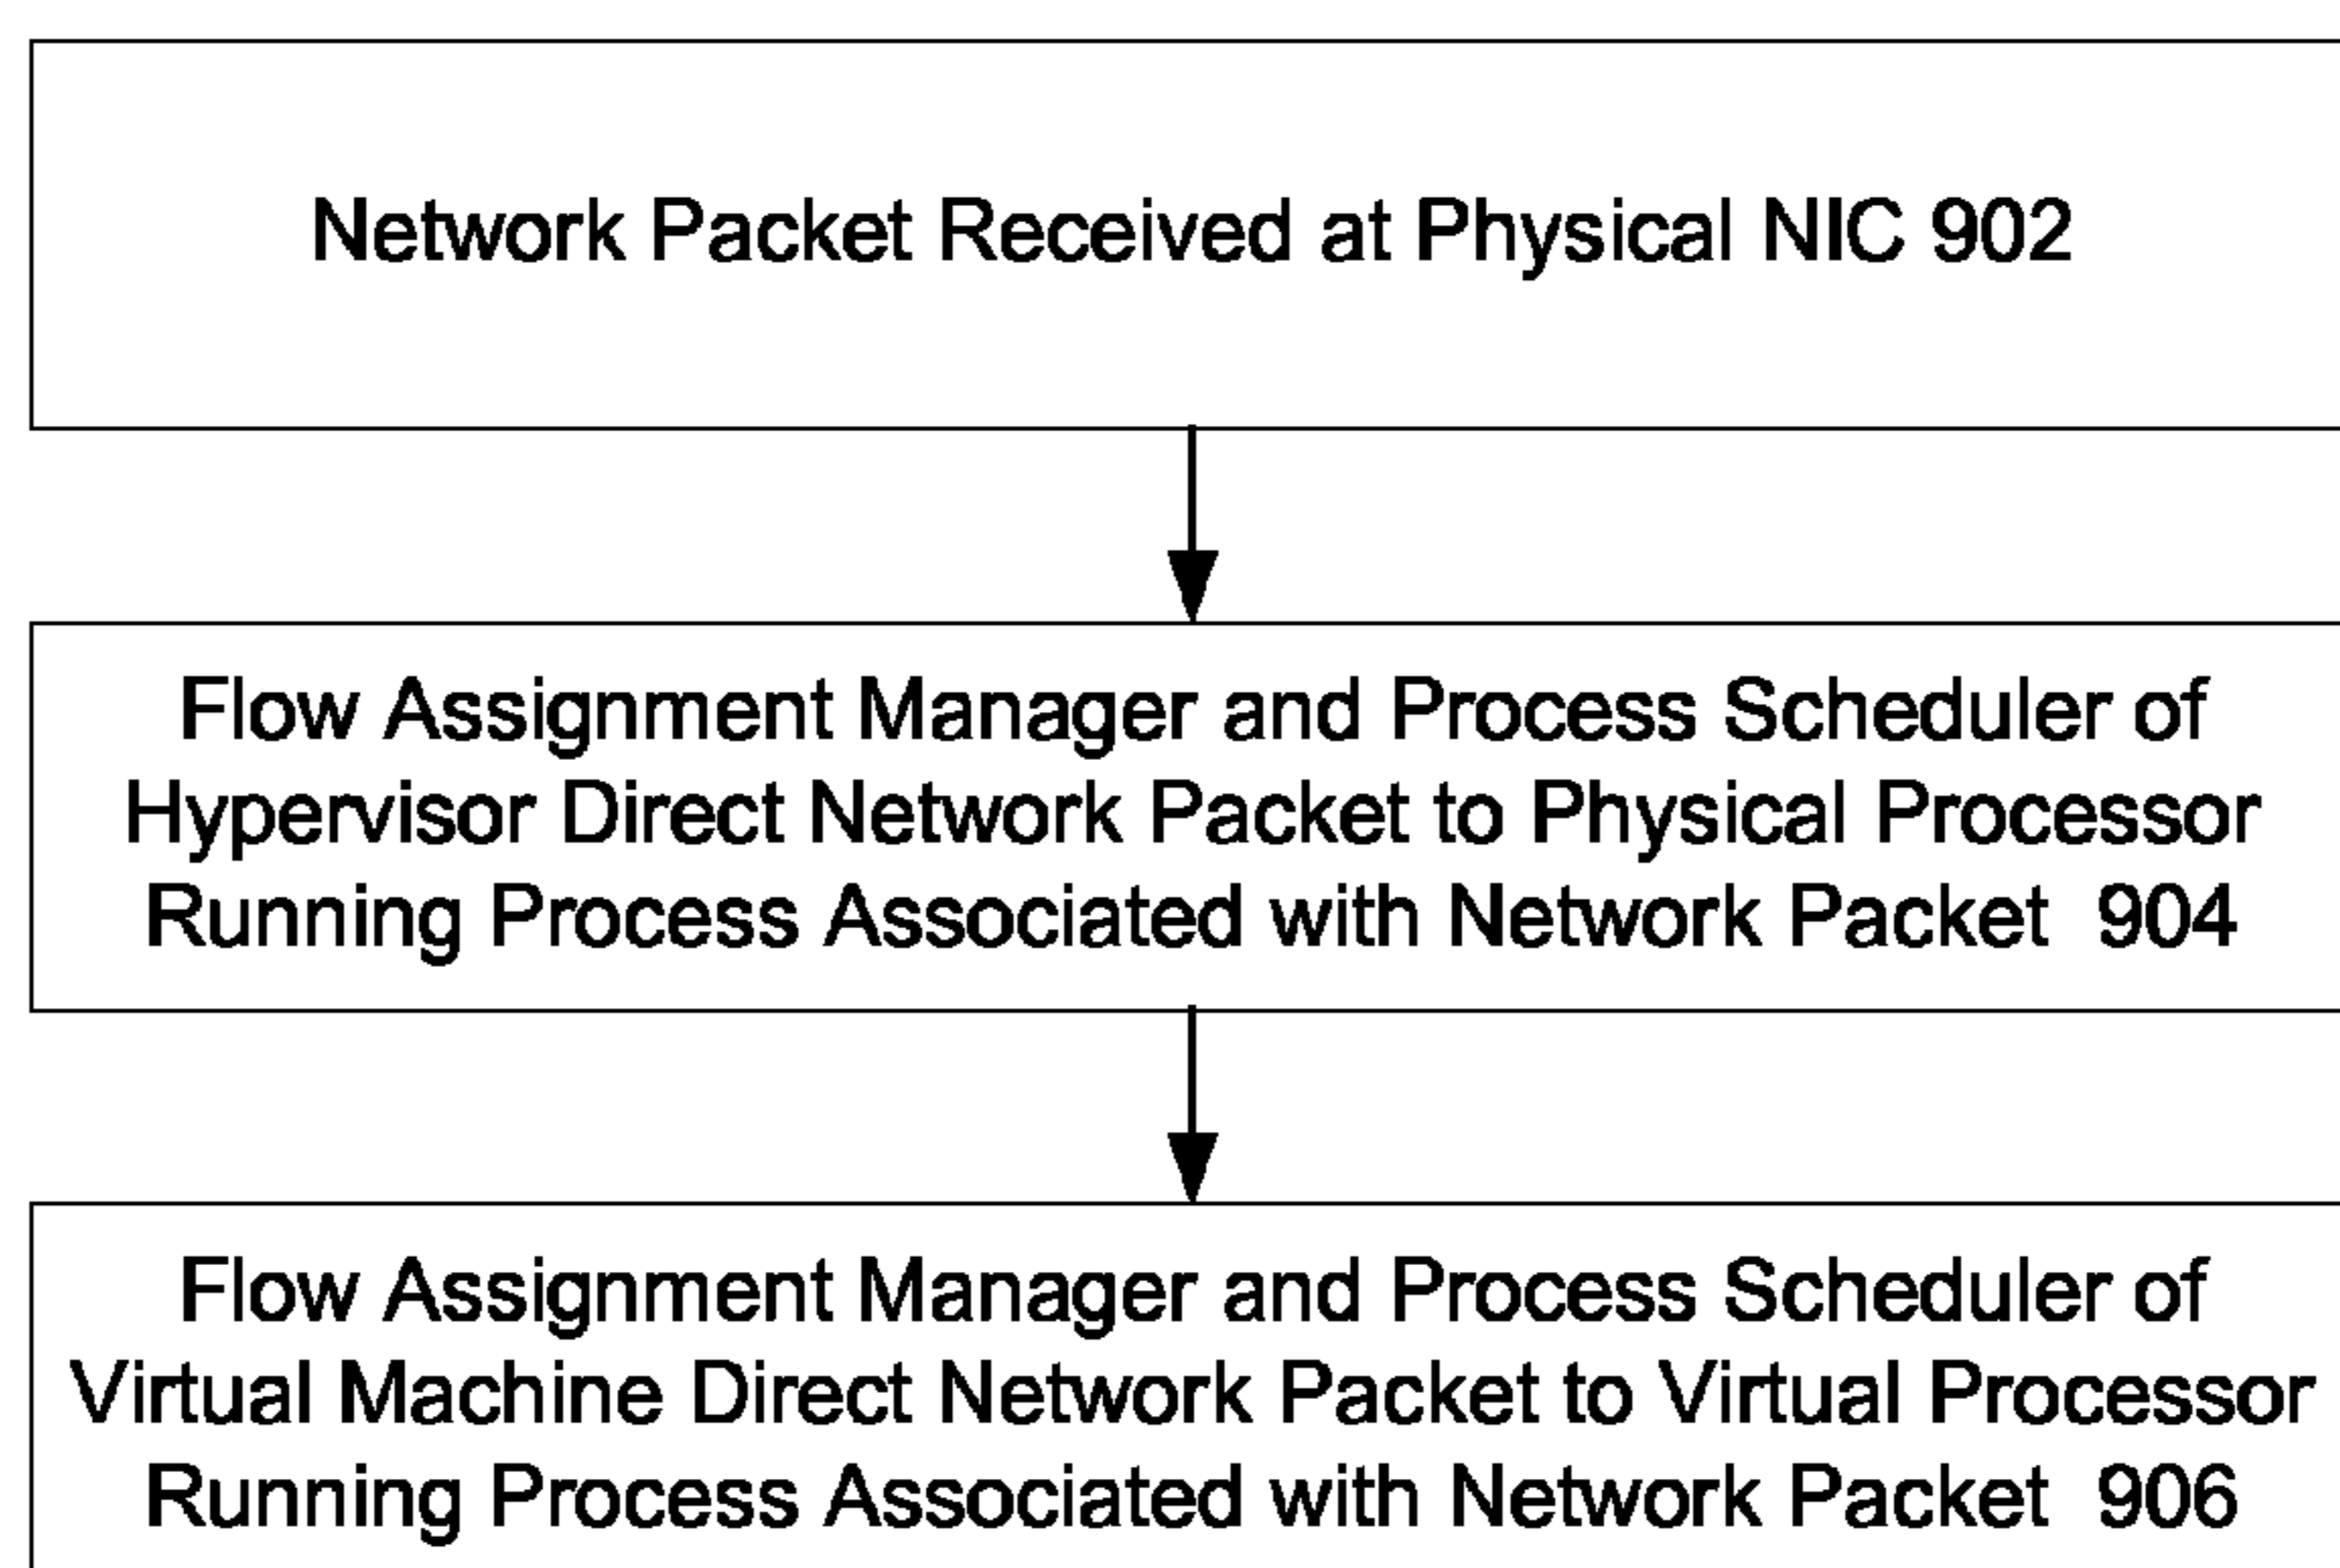 Network Packet Received at Physical NIC 902
Flow Assignment Manager and Process Scheduler of
Hypervisor Direct Network Packet to Physical Processor
Running Process Associated with Network Packet 904
Flow Assignment Manager and Process Scheduler of
Virtual Machine Direct Network Packet to Virtual Processor
Running Process Associated with Network Packet 906